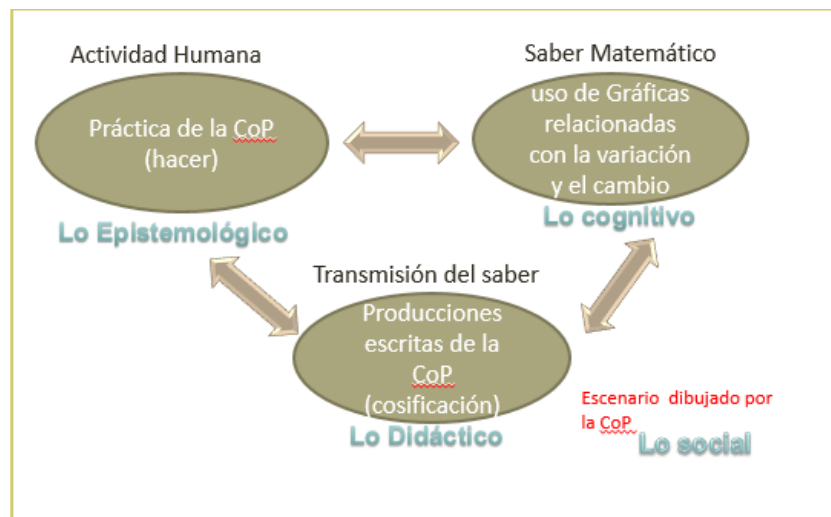 Actividad Humana
Práctica de la CoP
(hacer)
Lo Epistemológico
Saber Matemático
uso de Gráficas
relacionadas
con la variación
y el cambio
Lo cognitivo
Transmisión del saber
Producciones
escritas de la
CoP
(cosificación)
Lo Didáctico
Escenario dibujado por
la CoP
Lo social